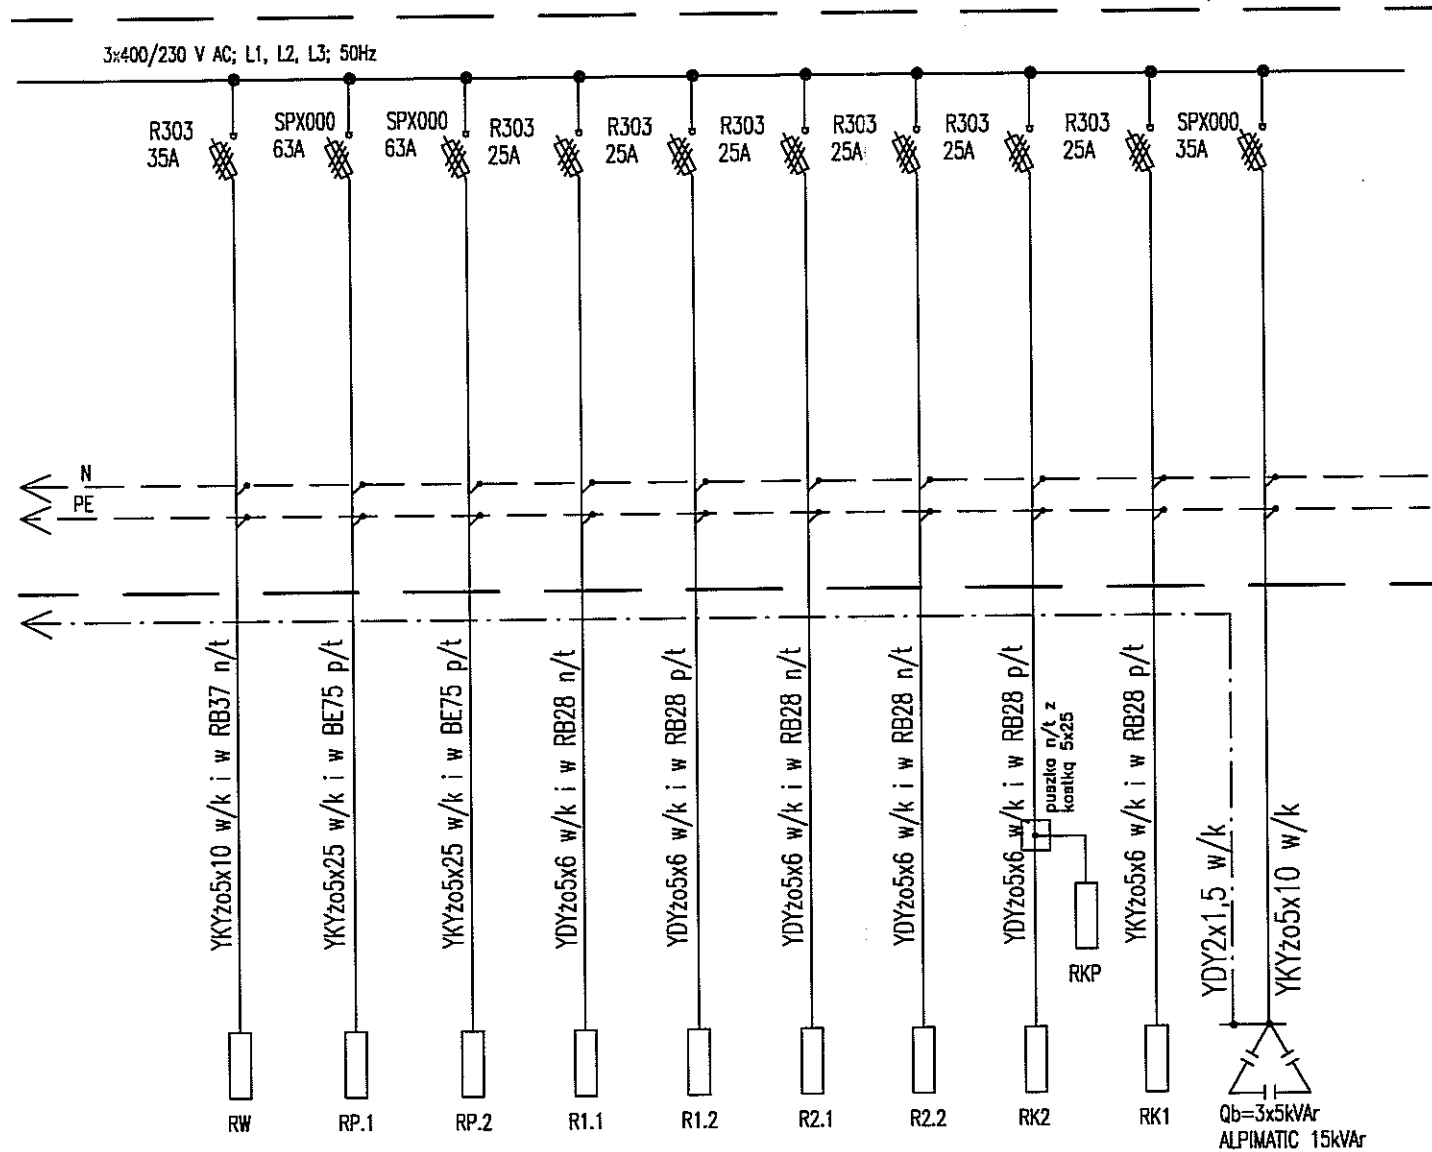 3x400/230 V AC; L1, L2, L3; 50Hz
R303
35A
SPX000
63A
SPX000
63A
R303
25A
R303
25A
R303
25A
R303
25A
R303
25A
R303
25A
SPX000
35A
N
PE
YKYżo5x10 w/k i w RB37 n/t
YKYżo5x25 w/k i w BE75 p/t
YKYżo5x25 w/k i w BE75 p/t
YDYżo5x6 w/k i w RB28 n/t
YDYżo5x6 w/k i w RB28 p/t
YDYżo5x6 w/k i w RB28 n/t
YDYżo5x6 w/k i w RB28 n/t
YDYżo5x6 w/k i w RB28 p/t
puszka n/t z
kostką 5x25
YKYżo5x6 w/k i w RB28 p/t
YDY2x1,5 w/k
YKYżo5x10 w/k
RKP
RW
RP.1
RP.2
R1.1
R1.2
R2.1
R2.2
RK2
RK1
Qb=3x5kVAr
ALPIMATIC 15kVAr